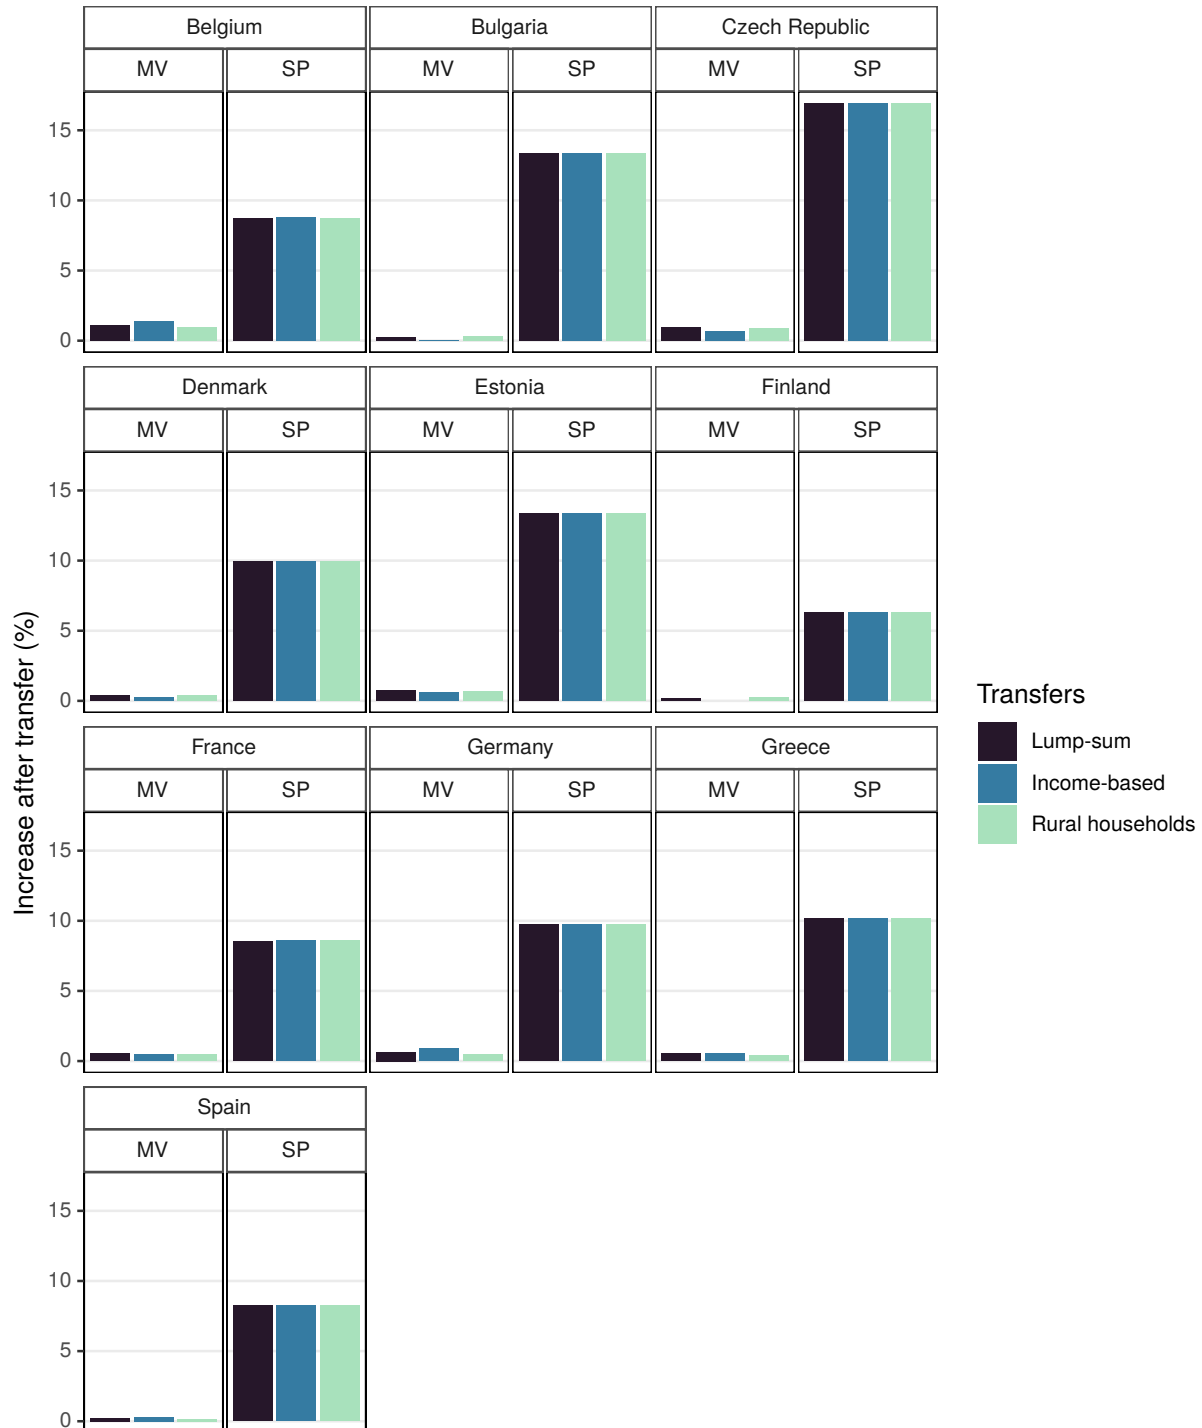 Belgium Bulgaria Czech Republic
MV SP MV SP MV SP
15
10
5
0
Denmark Estonia Finland
MV SP MV SP MV SP
15
10
5
0
Increase after transfer (%)
France Germany Greece
MV SP MV SP MV SP
15
10
5
0
Spain
MV SP
15
10
5
0
Transfers
Lump-sum
Income-based
Rural households